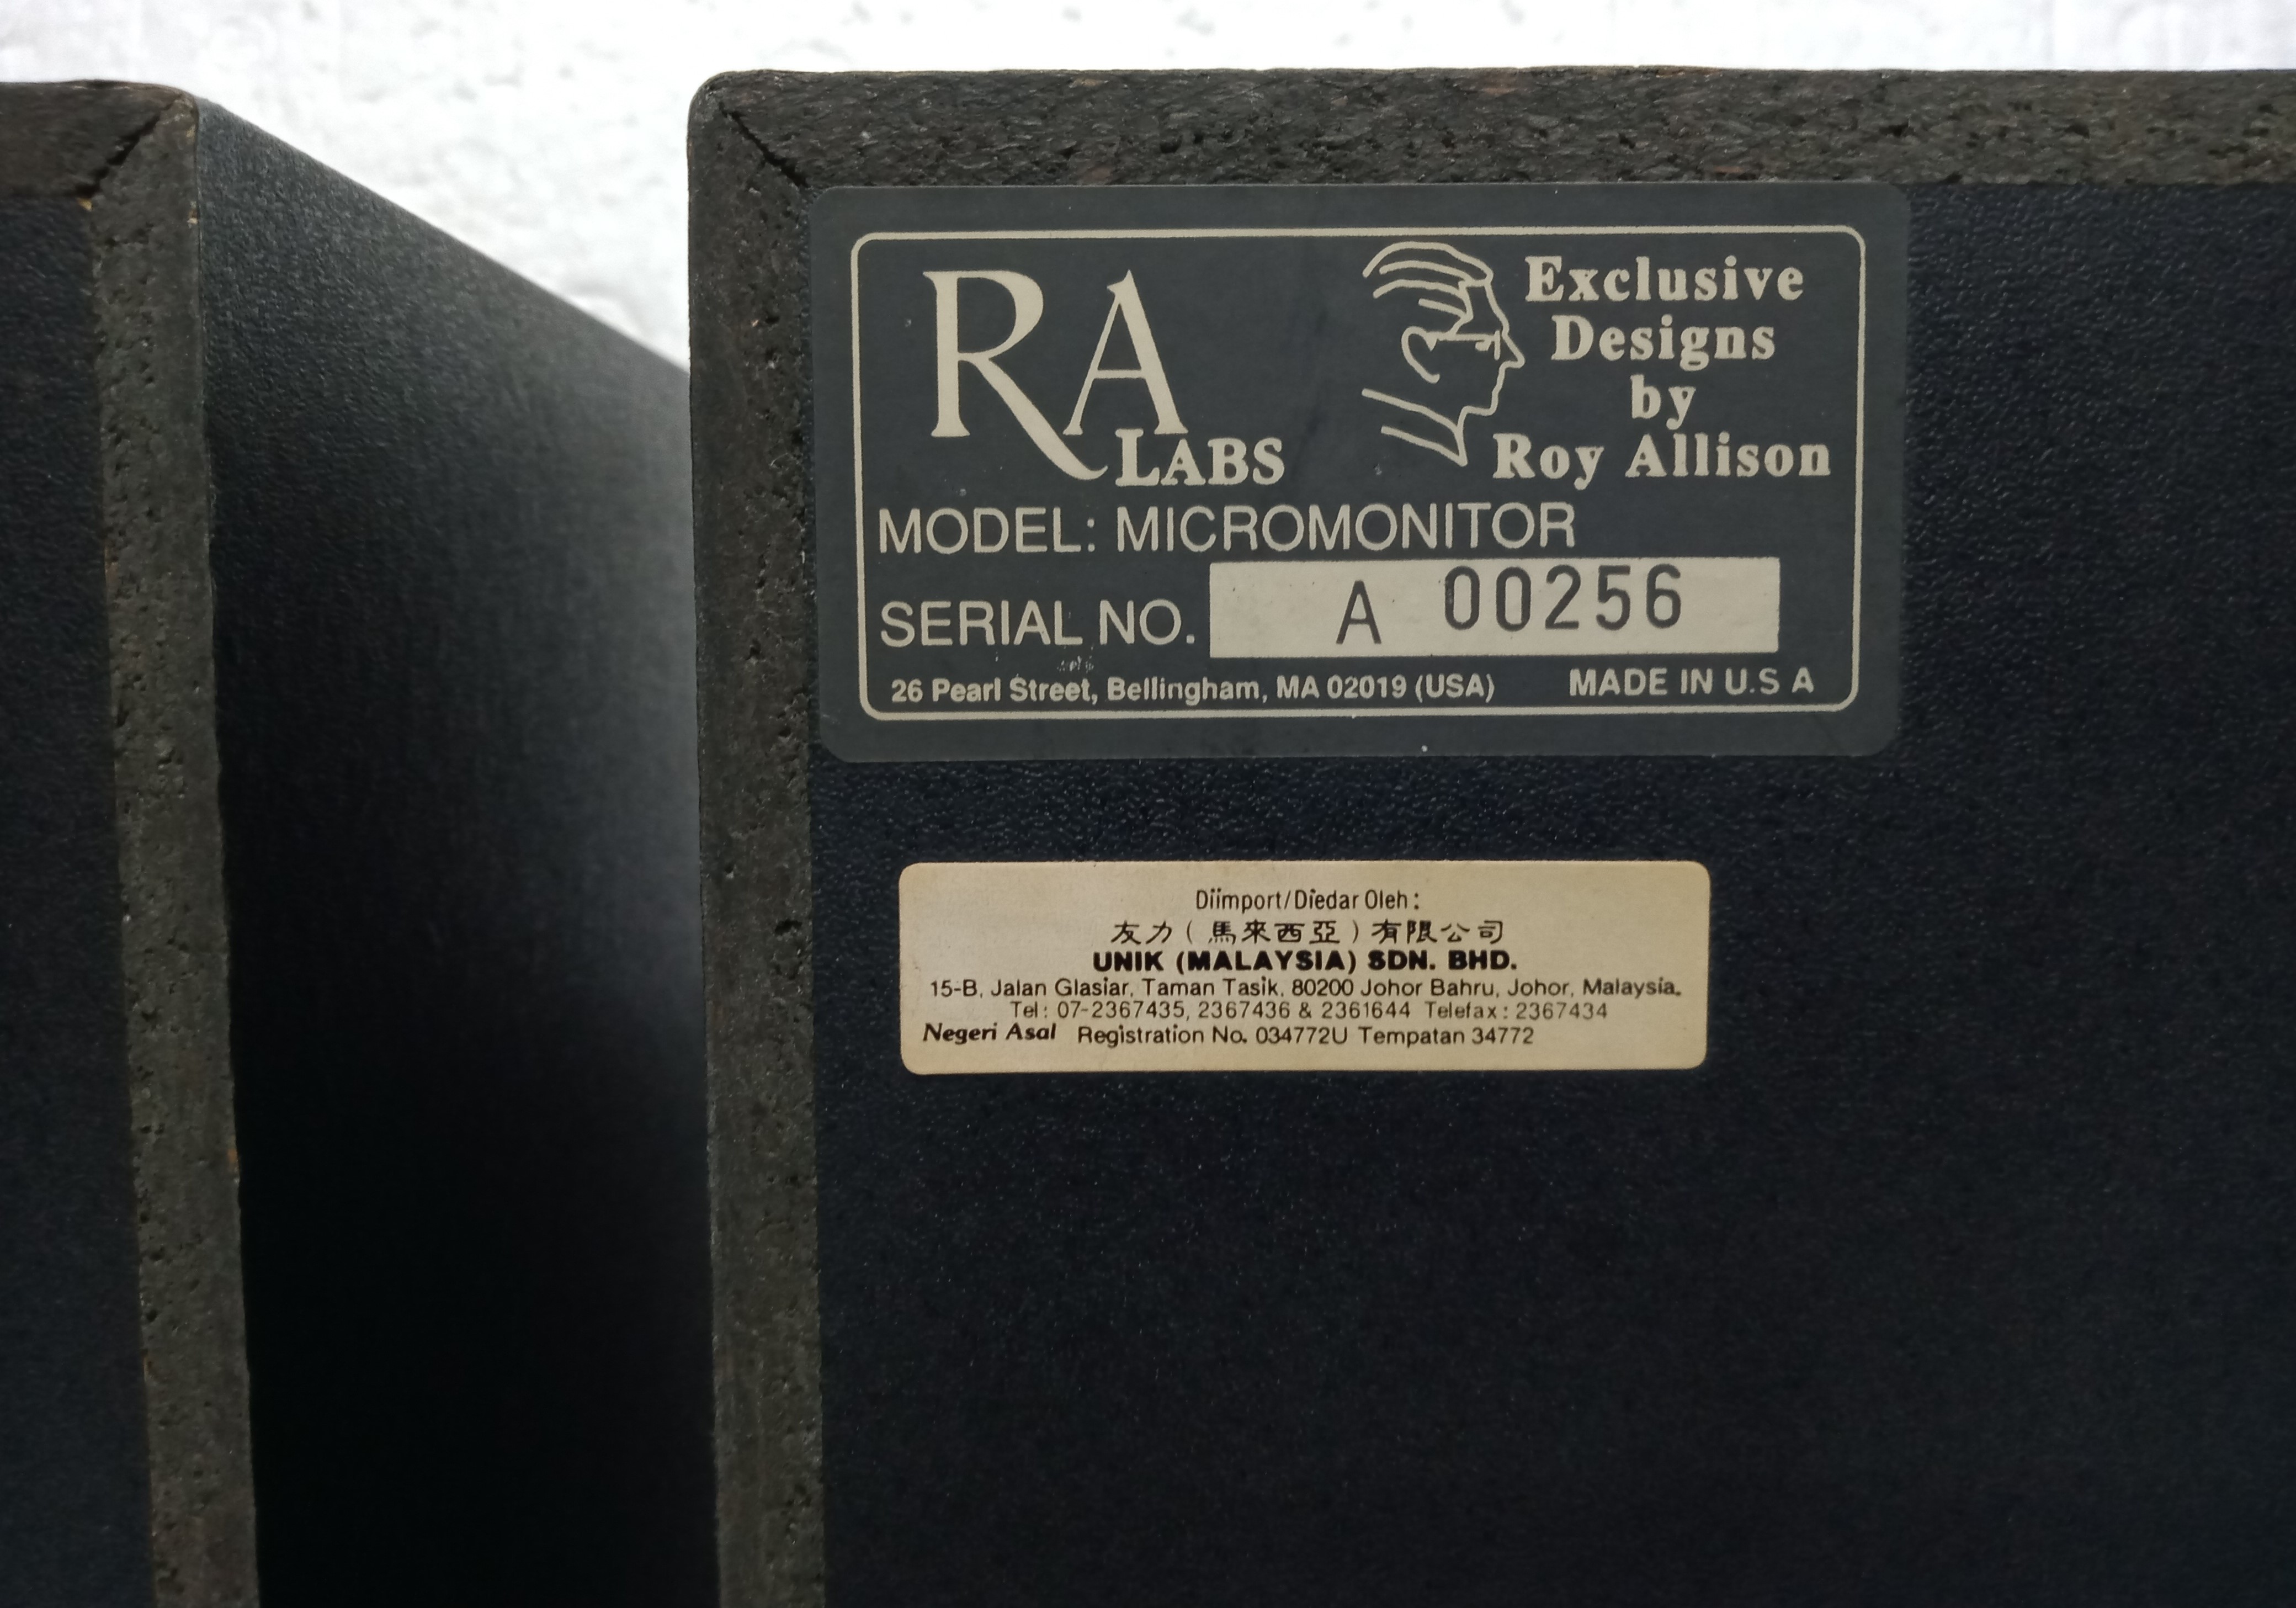 RA LABS
Exclusive
Designs
by
Roy Allison
MODEL: MICROMONITOR
SERIAL NO. A 00256
26 Pearl Street, Bellingham, MA 02019 (USA) MADE IN U.S A
Diimport/Diedar Oleh:
友力(馬來西亞)有限公司
UNIK (MALAYSIA) SDN. BHD.
15-B, Jalan Glasiar, Taman Tasik, 80200 Johor Bahru, Johor, Malaysia.
Tel: 07-2367435, 2367436 & 2361644 Telefax: 2367434
Negeri Asal Registration No. 034772U Tempatan 34772